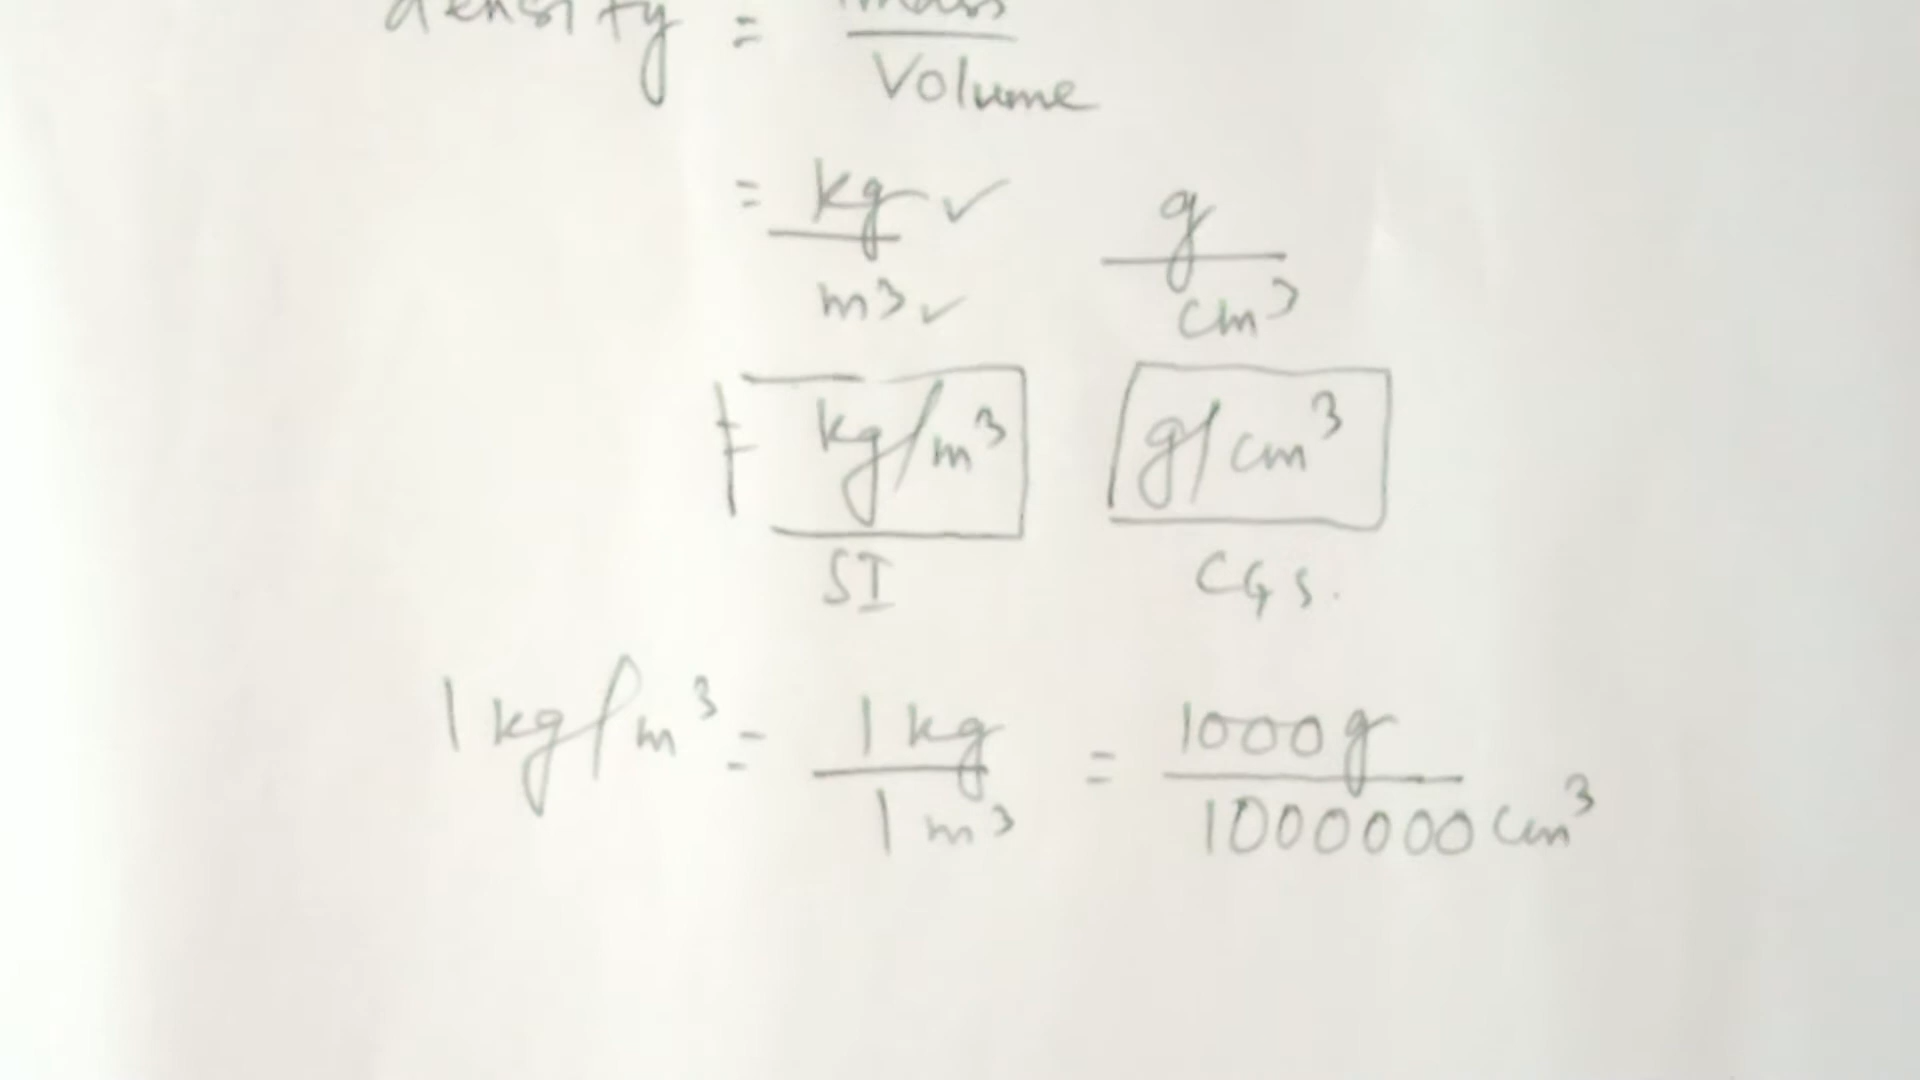 density = mass / Volume
= kg ✓ / m³ ✓   g / cm³
= kg/m³   g/cm³
SI   CGS.
1 kg/m³ = 1 kg / 1 m³ = 1000 g / 1000000 cm³